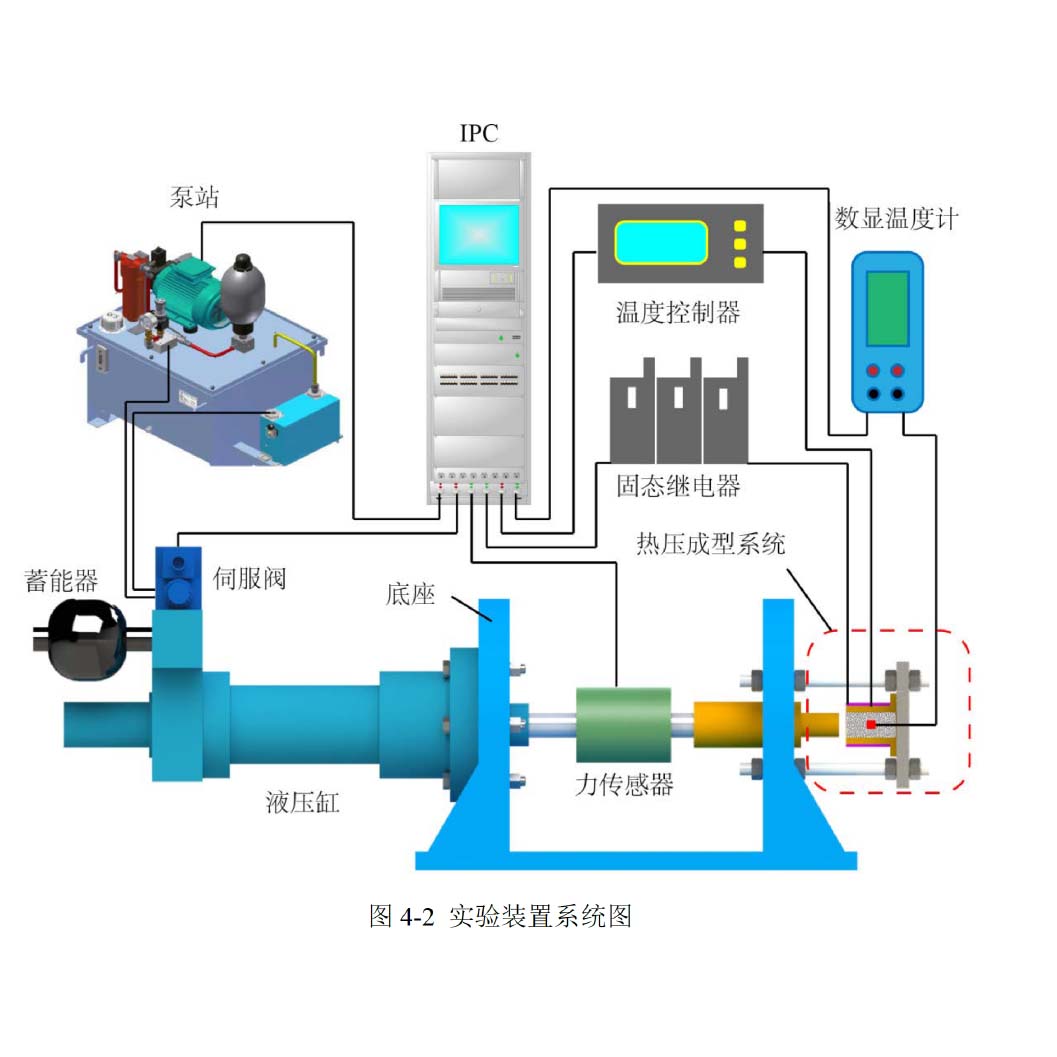 IPC
泵站
数显温度计
温度控制器
固态继电器
热压成型系统
蓄能器
伺服阀
底座
力传感器
液压缸
图 4-2 实验装置系统图